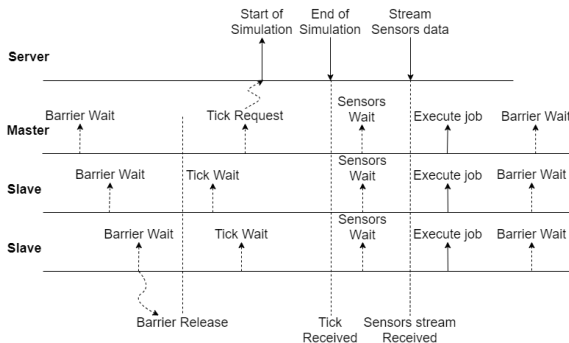 Start of
Simulation
End of
Simulation
Stream
Sensors data
Server
Barrier Wait
Tick Request
Sensors
Wait
Execute job
Barrier Wait
Master
Barrier Wait
Tick Wait
Sensors
Wait
Execute job
Barrier Wait
Slave
Barrier Wait
Tick Wait
Sensors
Wait
Execute job
Barrier Wait
Slave
Barrier Release
Tick
Received
Sensors stream
Received